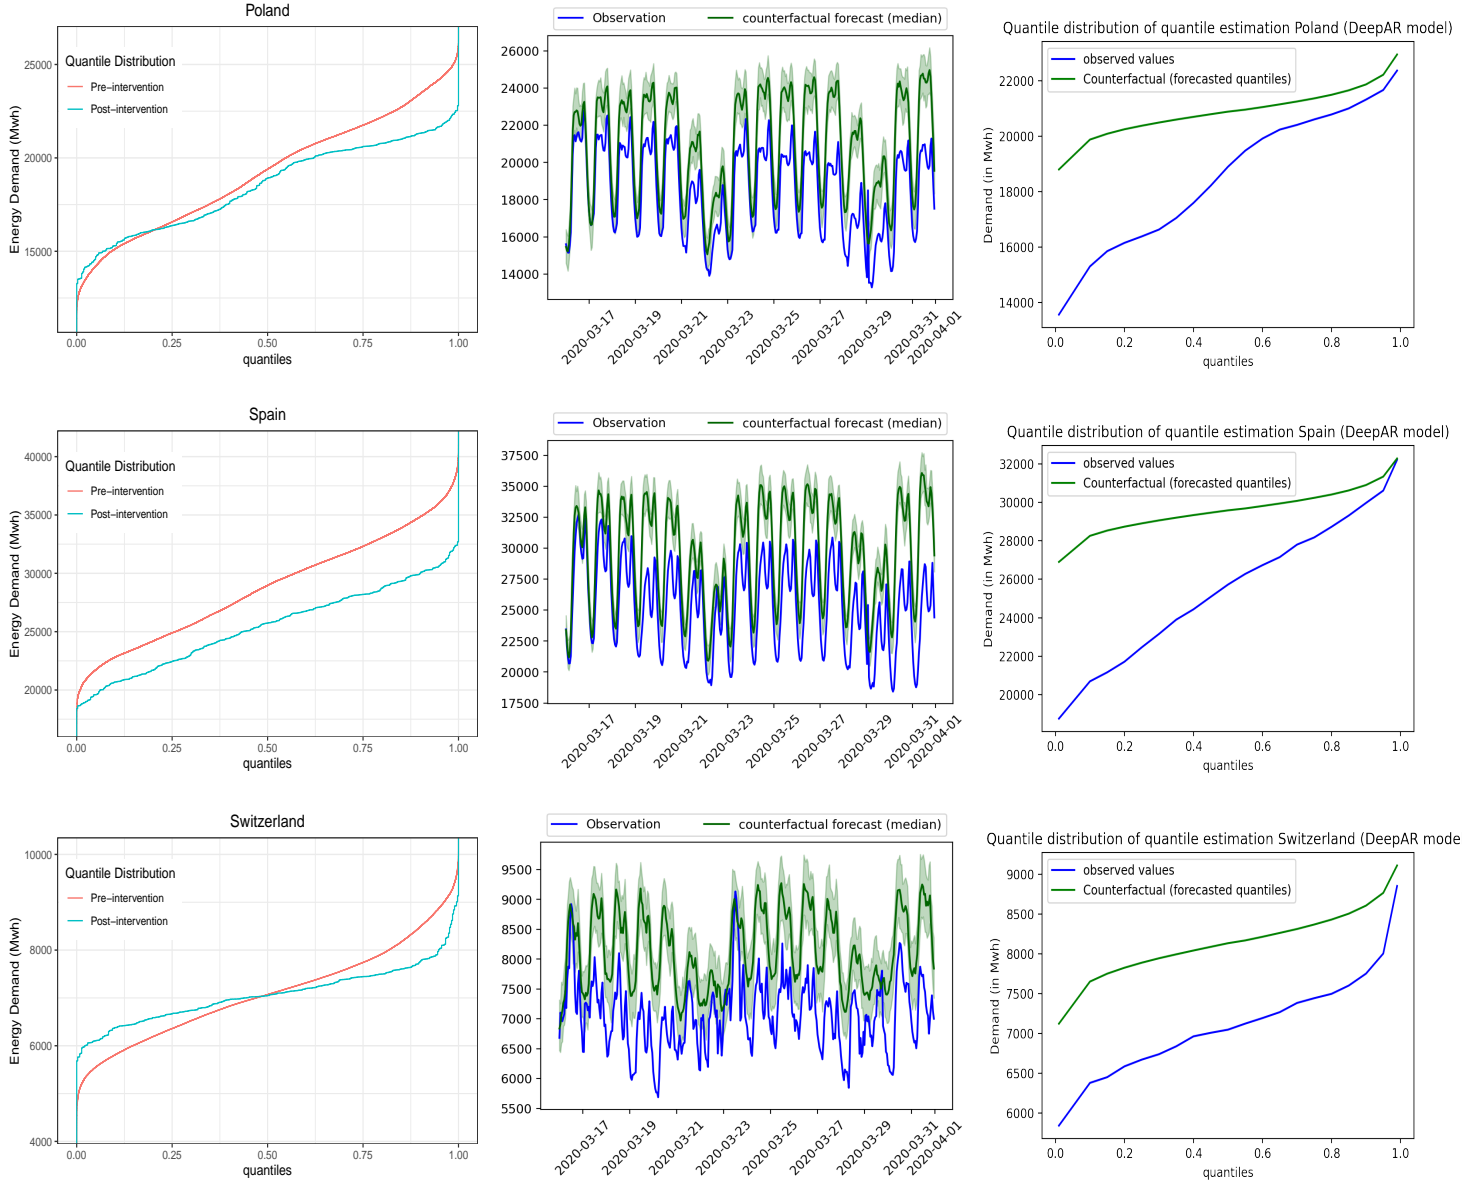 Poland
Quantile Distribution
Pre-intervention
Post-intervention
Energy Demand (Mwh)
25000
20000
15000
0.00
0.25
0.50
0.75
1.00
quantiles
Observation
counterfactual forecast (median)
26000
24000
22000
20000
18000
16000
14000
2020-03-17
2020-03-19
2020-03-21
2020-03-23
2020-03-25
2020-03-27
2020-03-29
2020-03-31
2020-04-01
Quantile distribution of quantile estimation Poland (DeepAR model)
observed values
Counterfactual (forecasted quantiles)
Demand (in Mwh)
22000
20000
18000
16000
14000
0.0
0.2
0.4
0.6
0.8
1.0
quantiles
Spain
Quantile Distribution
Pre-intervention
Post-intervention
Energy Demand (Mwh)
40000
35000
30000
25000
20000
0.00
0.25
0.50
0.75
1.00
quantiles
Observation
counterfactual forecast (median)
37500
35000
32500
30000
27500
25000
22500
20000
17500
2020-03-17
2020-03-19
2020-03-21
2020-03-23
2020-03-25
2020-03-27
2020-03-29
2020-03-31
2020-04-01
Quantile distribution of quantile estimation Spain (DeepAR model)
observed values
Counterfactual (forecasted quantiles)
Demand (in Mwh)
32000
30000
28000
26000
24000
22000
20000
0.0
0.2
0.4
0.6
0.8
1.0
quantiles
Switzerland
Quantile Distribution
Pre-intervention
Post-intervention
Energy Demand (Mwh)
10000
8000
6000
4000
0.00
0.25
0.50
0.75
1.00
quantiles
Observation
counterfactual forecast (median)
9500
9000
8500
8000
7500
7000
6500
6000
5500
2020-03-17
2020-03-19
2020-03-21
2020-03-23
2020-03-25
2020-03-27
2020-03-29
2020-03-31
2020-04-01
Quantile distribution of quantile estimation Switzerland (DeepAR mode
observed values
Counterfactual (forecasted quantiles)
Demand (in Mwh)
9000
8500
8000
7500
7000
6500
6000
0.0
0.2
0.4
0.6
0.8
1.0
quantiles